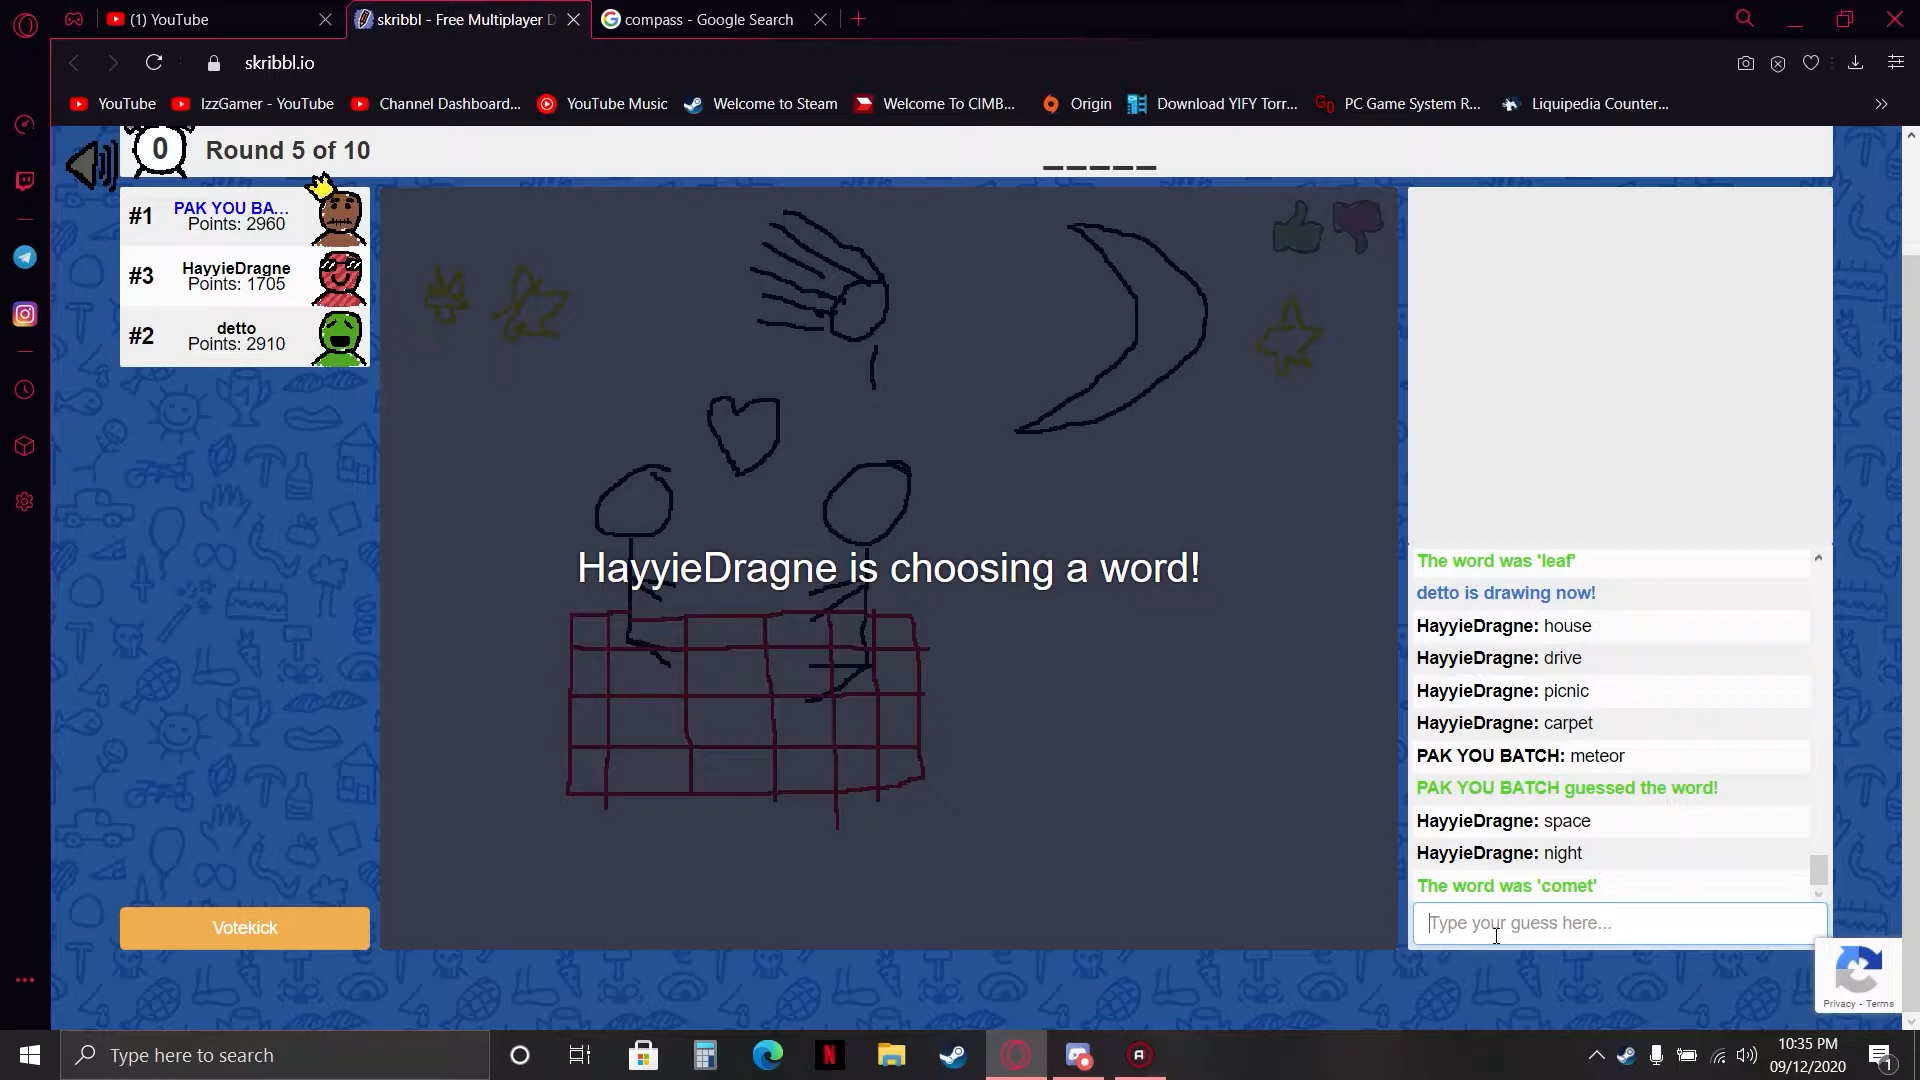 (1) YouTube
skribbl - Free Multiplayer D
compass - Google Search
skribbl.io
YouTube
IzzGamer - YouTube
Channel Dashboard...
YouTube Music
Welcome to Steam
Welcome To CIMB...
Origin
Download YIFY Torr...
PC Game System R...
Liquipedia Counter...
0
Round 5 of 10
_ _ _ _ _
#1
PAK YOU BA...
Points: 2960
#3
HayyieDragne
Points: 1705
#2
detto
Points: 2910
Votekick
HayyieDragne is choosing a word!
The word was 'leaf'
detto is drawing now!
HayyieDragne: house
HayyieDragne: drive
HayyieDragne: picnic
HayyieDragne: carpet
PAK YOU BATCH: meteor
PAK YOU BATCH guessed the word!
HayyieDragne: space
HayyieDragne: night
The word was 'comet'
Type your guess here...
Privacy - Terms
Type here to search
10:35 PM
09/12/2020
1